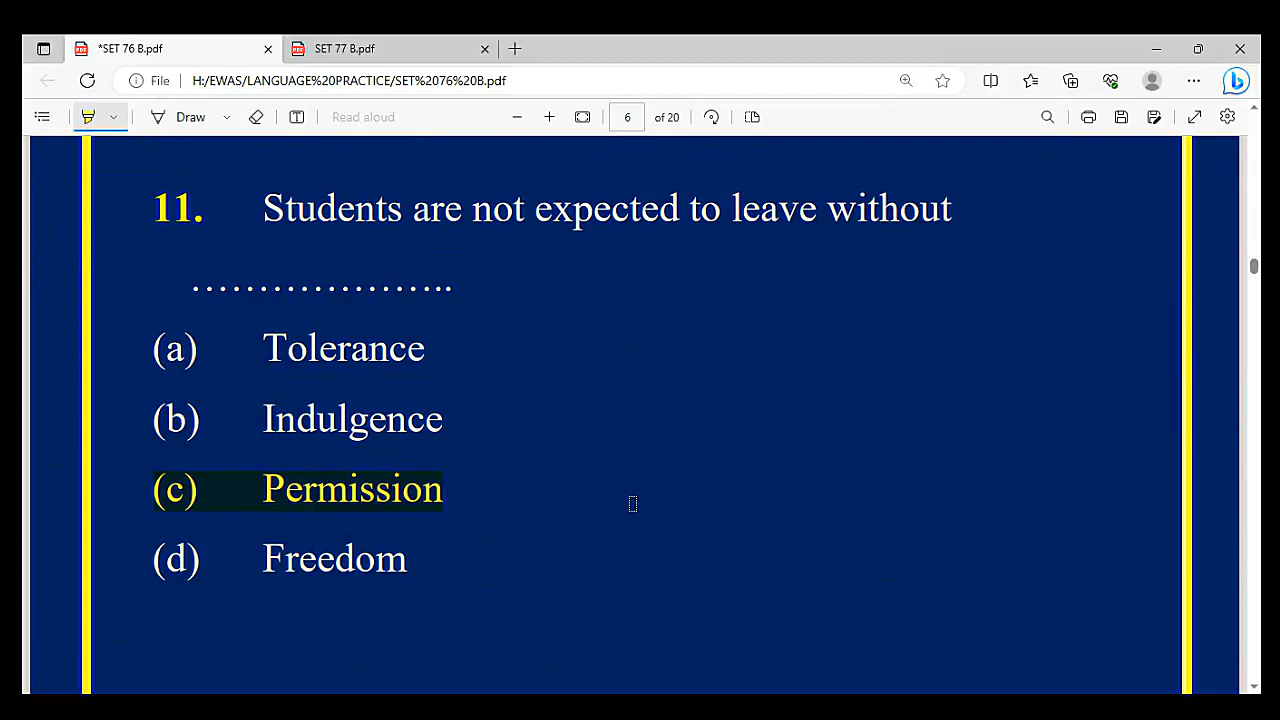 *SET 76 B.pdf
SET 77 B.pdf
File H:/EWAS/LANGUAGE%20PRACTICE/SET%2076%20B.pdf
Draw
Read aloud
6 of 20
11. Students are not expected to leave without
………………….
(a) Tolerance
(b) Indulgence
(c) Permission
(d) Freedom